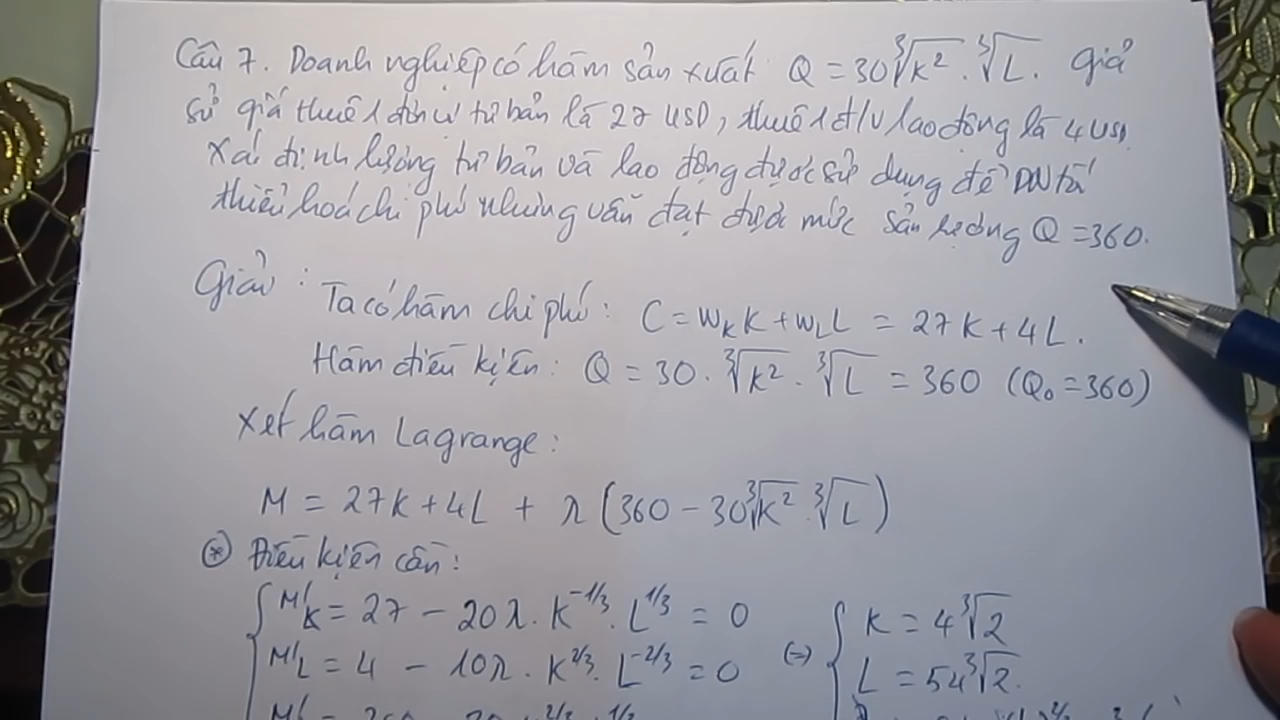 Câu 7. Doanh nghiệp có hàm sản xuất Q = 30∛K² . ∛L . Giả
sử giá thuê 1 đơn vị tư bản là 27 USD, thuê 1 đ/v lao động là 4 USD.
Xác định lượng tư bản và lao động được sử dụng để DN tối
thiểu hoá chi phí nhưng vẫn đạt được mức sản lượng Q = 360.
Giải : Ta có hàm chi phí : C = w_K K + w_L L = 27K + 4L .
Hàm điều kiện : Q = 30 . ∛K² . ∛L = 360 (Q₀ = 360)
Xét hàm Lagrange :
M = 27K + 4L + λ (360 − 30∛K² . ∛L )
(*) Điều kiện cần :
M'K = 27 − 20λ . K^-1/3 . L^1/3 = 0 K = 4∛2
M'L = 4 − 10λ . K^2/3 . L^-2/3 = 0 (=) L = 54∛2 .